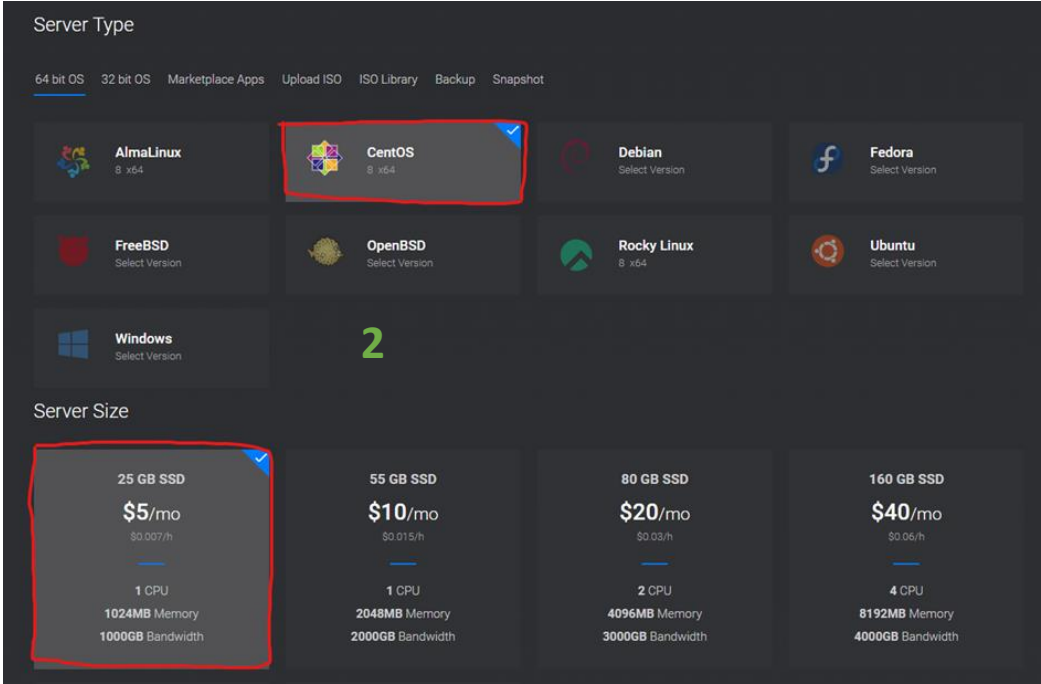 Server Type
64 bit OS 32 bit OS Marketplace Apps Upload ISO ISO Library Backup Snapshot
AlmaLinux
8 x64
CentOS
8 x64
Debian
Select Version
Fedora
Select Version
FreeBSD
Select Version
OpenBSD
Select Version
Rocky Linux
8 x64
Ubuntu
Select Version
Windows
Select Version
2
Server Size
25 GB SSD
$5/mo
$0.007/h
1 CPU
1024MB Memory
1000GB Bandwidth
55 GB SSD
$10/mo
$0.015/h
1 CPU
2048MB Memory
2000GB Bandwidth
80 GB SSD
$20/mo
$0.03/h
2 CPU
4096MB Memory
3000GB Bandwidth
160 GB SSD
$40/mo
$0.06/h
4 CPU
8192MB Memory
4000GB Bandwidth